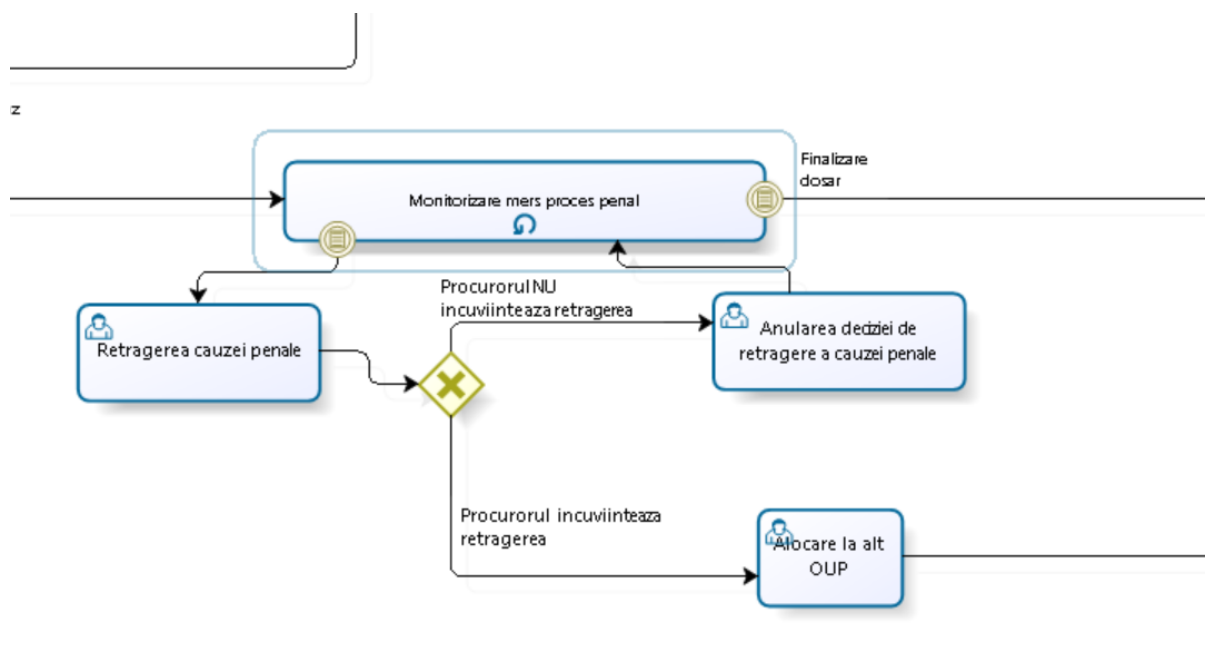 z
Finalizare
dosar
Monitorizare mers proces penal
Procurorul NU
incuviinteaza retragerea
Anularea deciziei de
retragere a cauzei penale
Retragerea cauzei penale
Procurorul incuviinteaza
retragerea
Alocare la alt
OUP